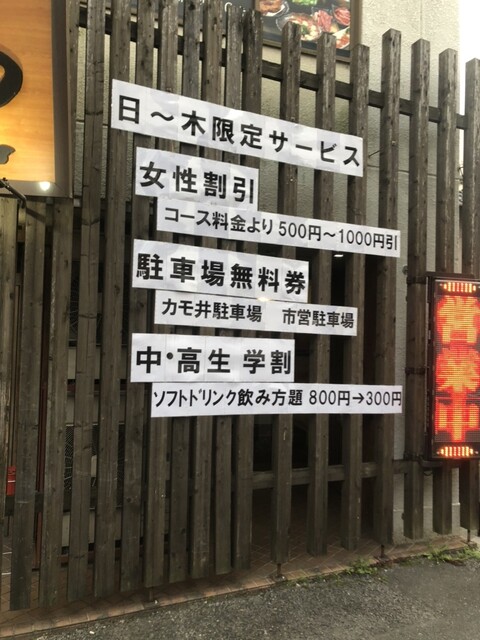 日～木限定サービス
女性割引
コース料金より500円～1000円引
駐車場無料券
カモ井駐車場　市営駐車場
中・高生 学割
ソフトドリンク飲み方題 800円→300円
営業中